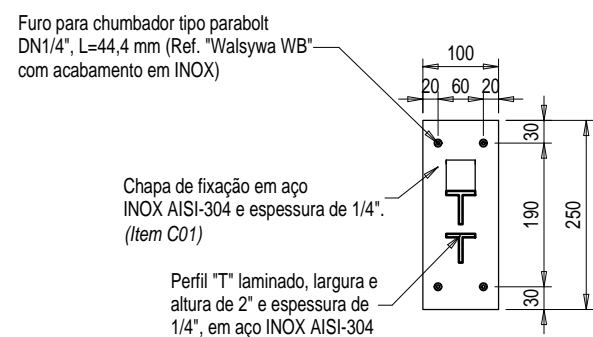 Furo para chumbador tipo parabolt
DN1/4", L=44,4 mm (Ref. "Walsywa WB"
com acabamento em INOX)
100
20 60 20
30
Chapa de fixação em aço
INOX AISI-304 e espessura de 1/4".
(Item C01)
190
250
Perfil "T" laminado, largura e
altura de 2" e espessura de
1/4", em aço INOX AISI-304
30